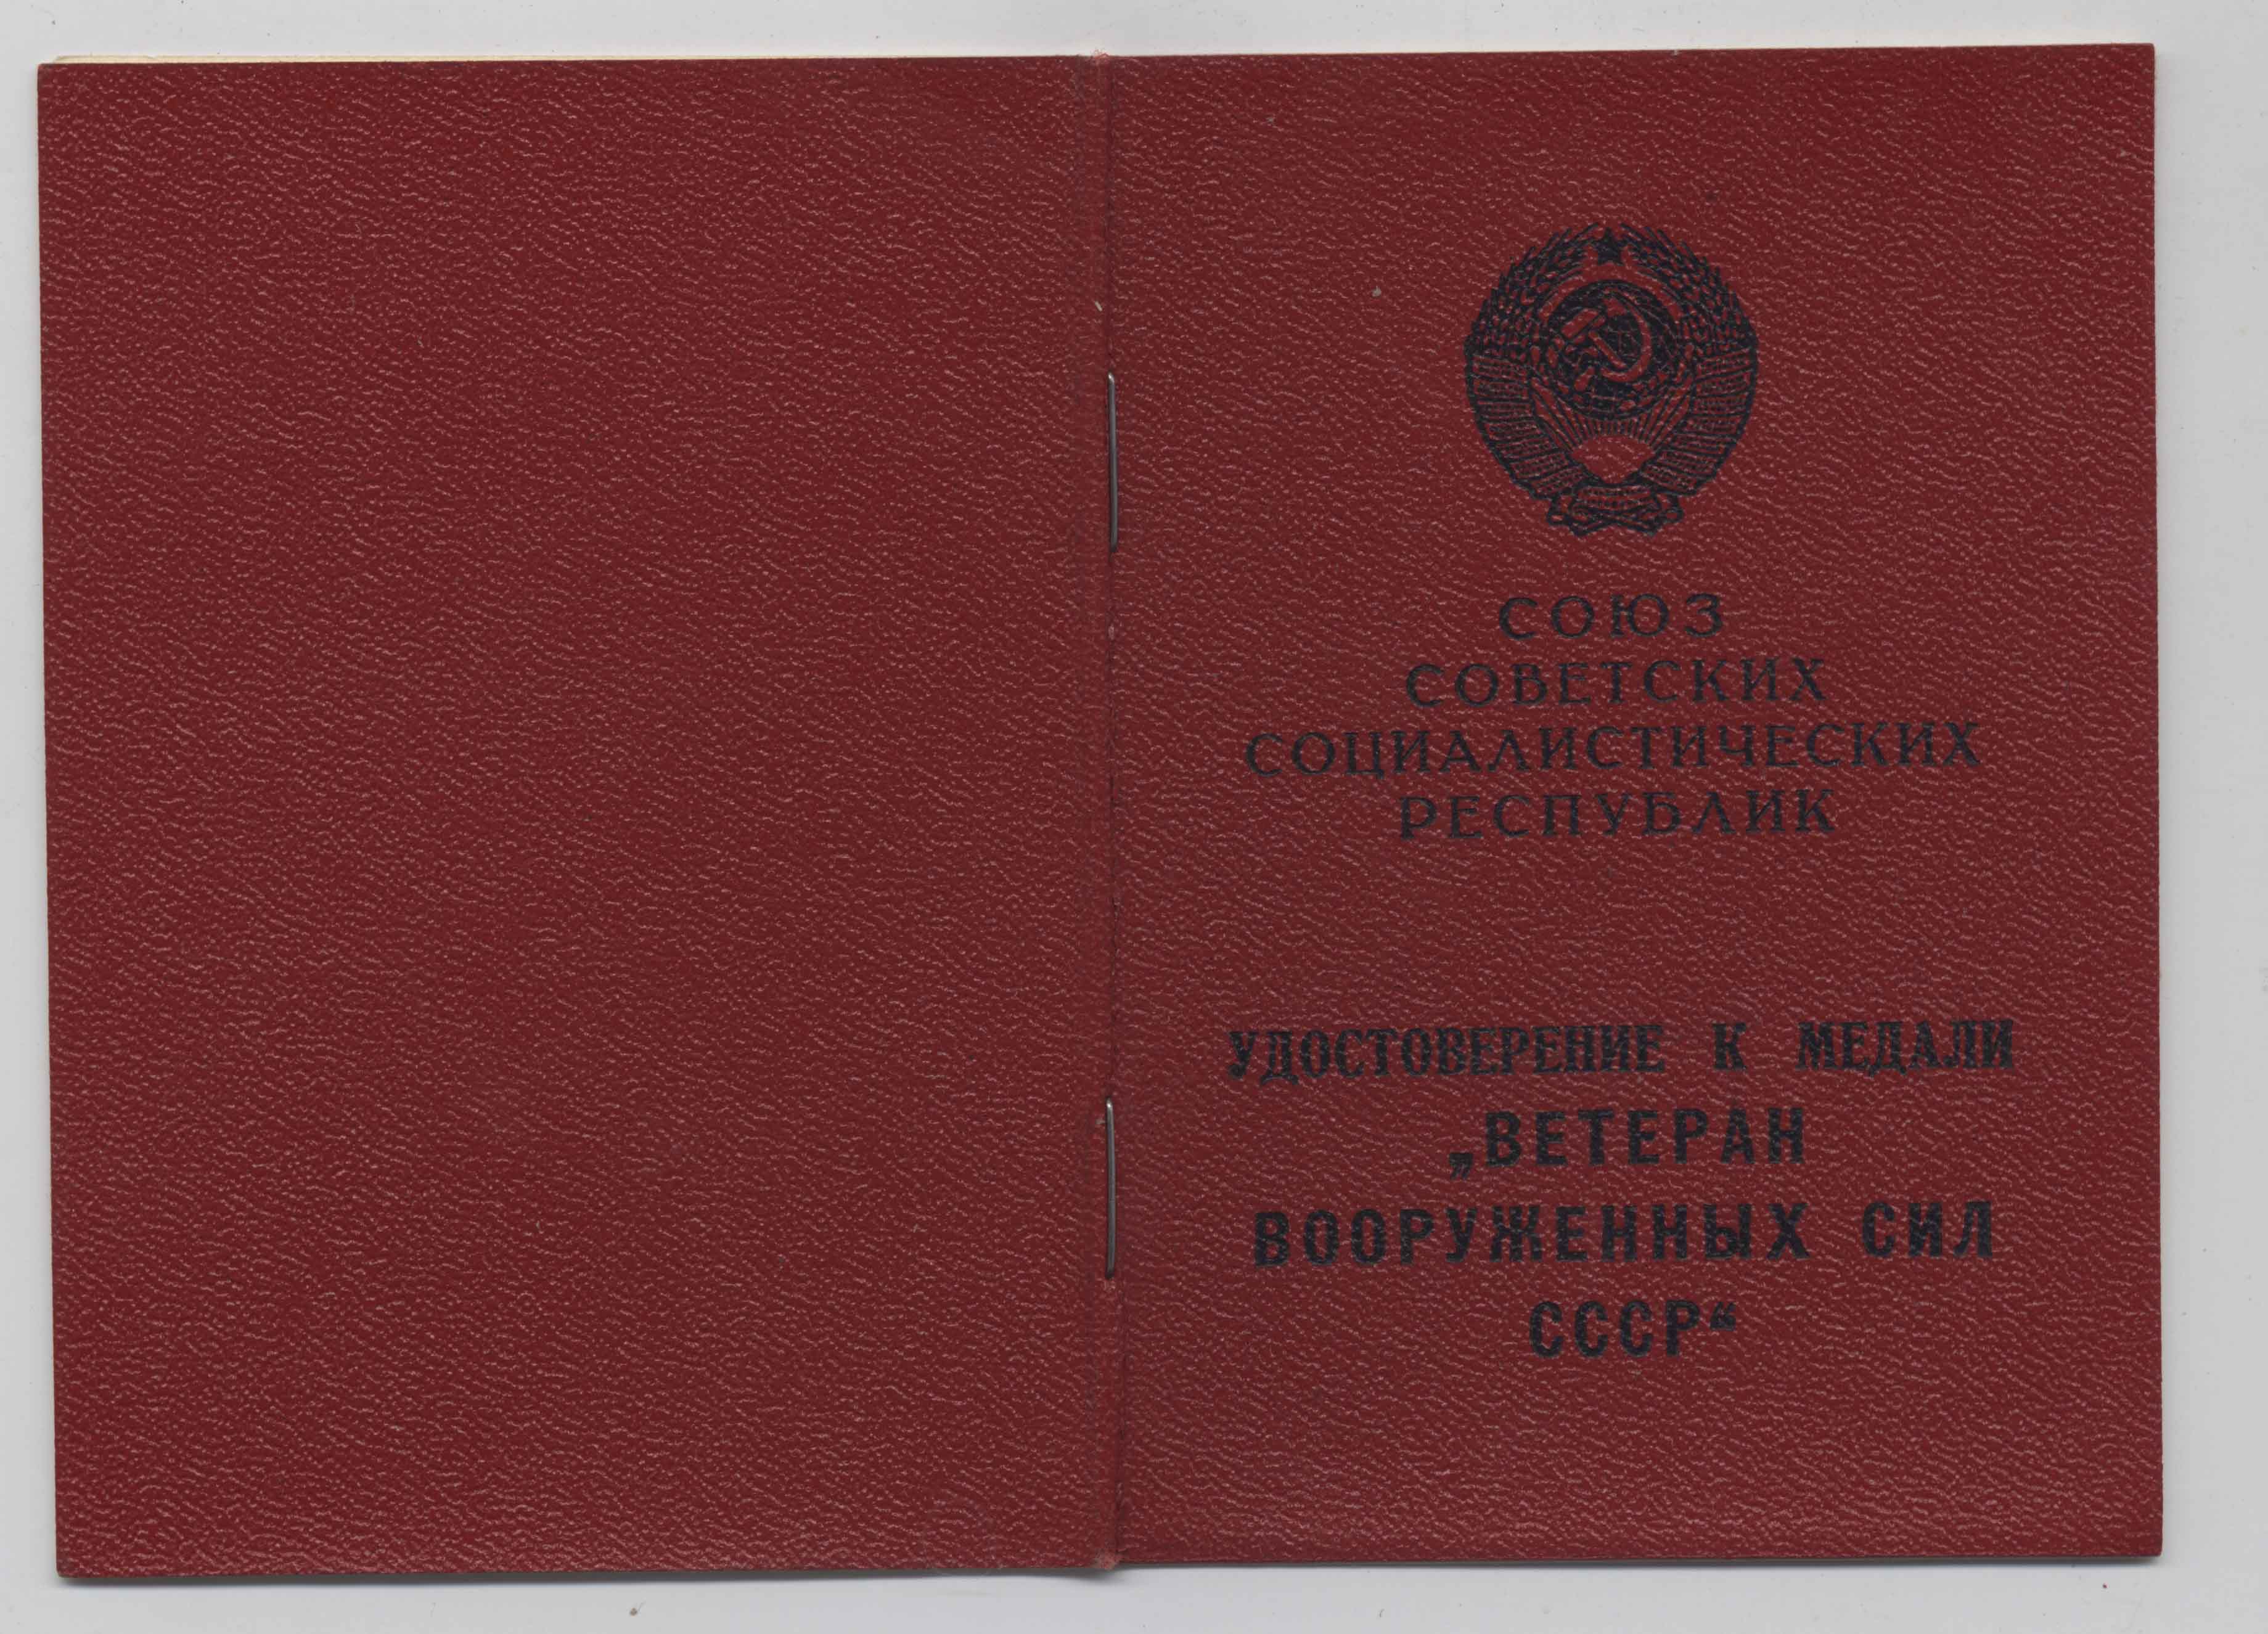 СОЮЗ
СОВЕТСКИХ
СОЦИАЛИСТИЧЕСКИХ
РЕСПУБЛИК
УДОСТОВЕРЕНИЕ К МЕДАЛИ
„ВЕТЕРАН
ВООРУЖЕННЫХ СИЛ
СССР“